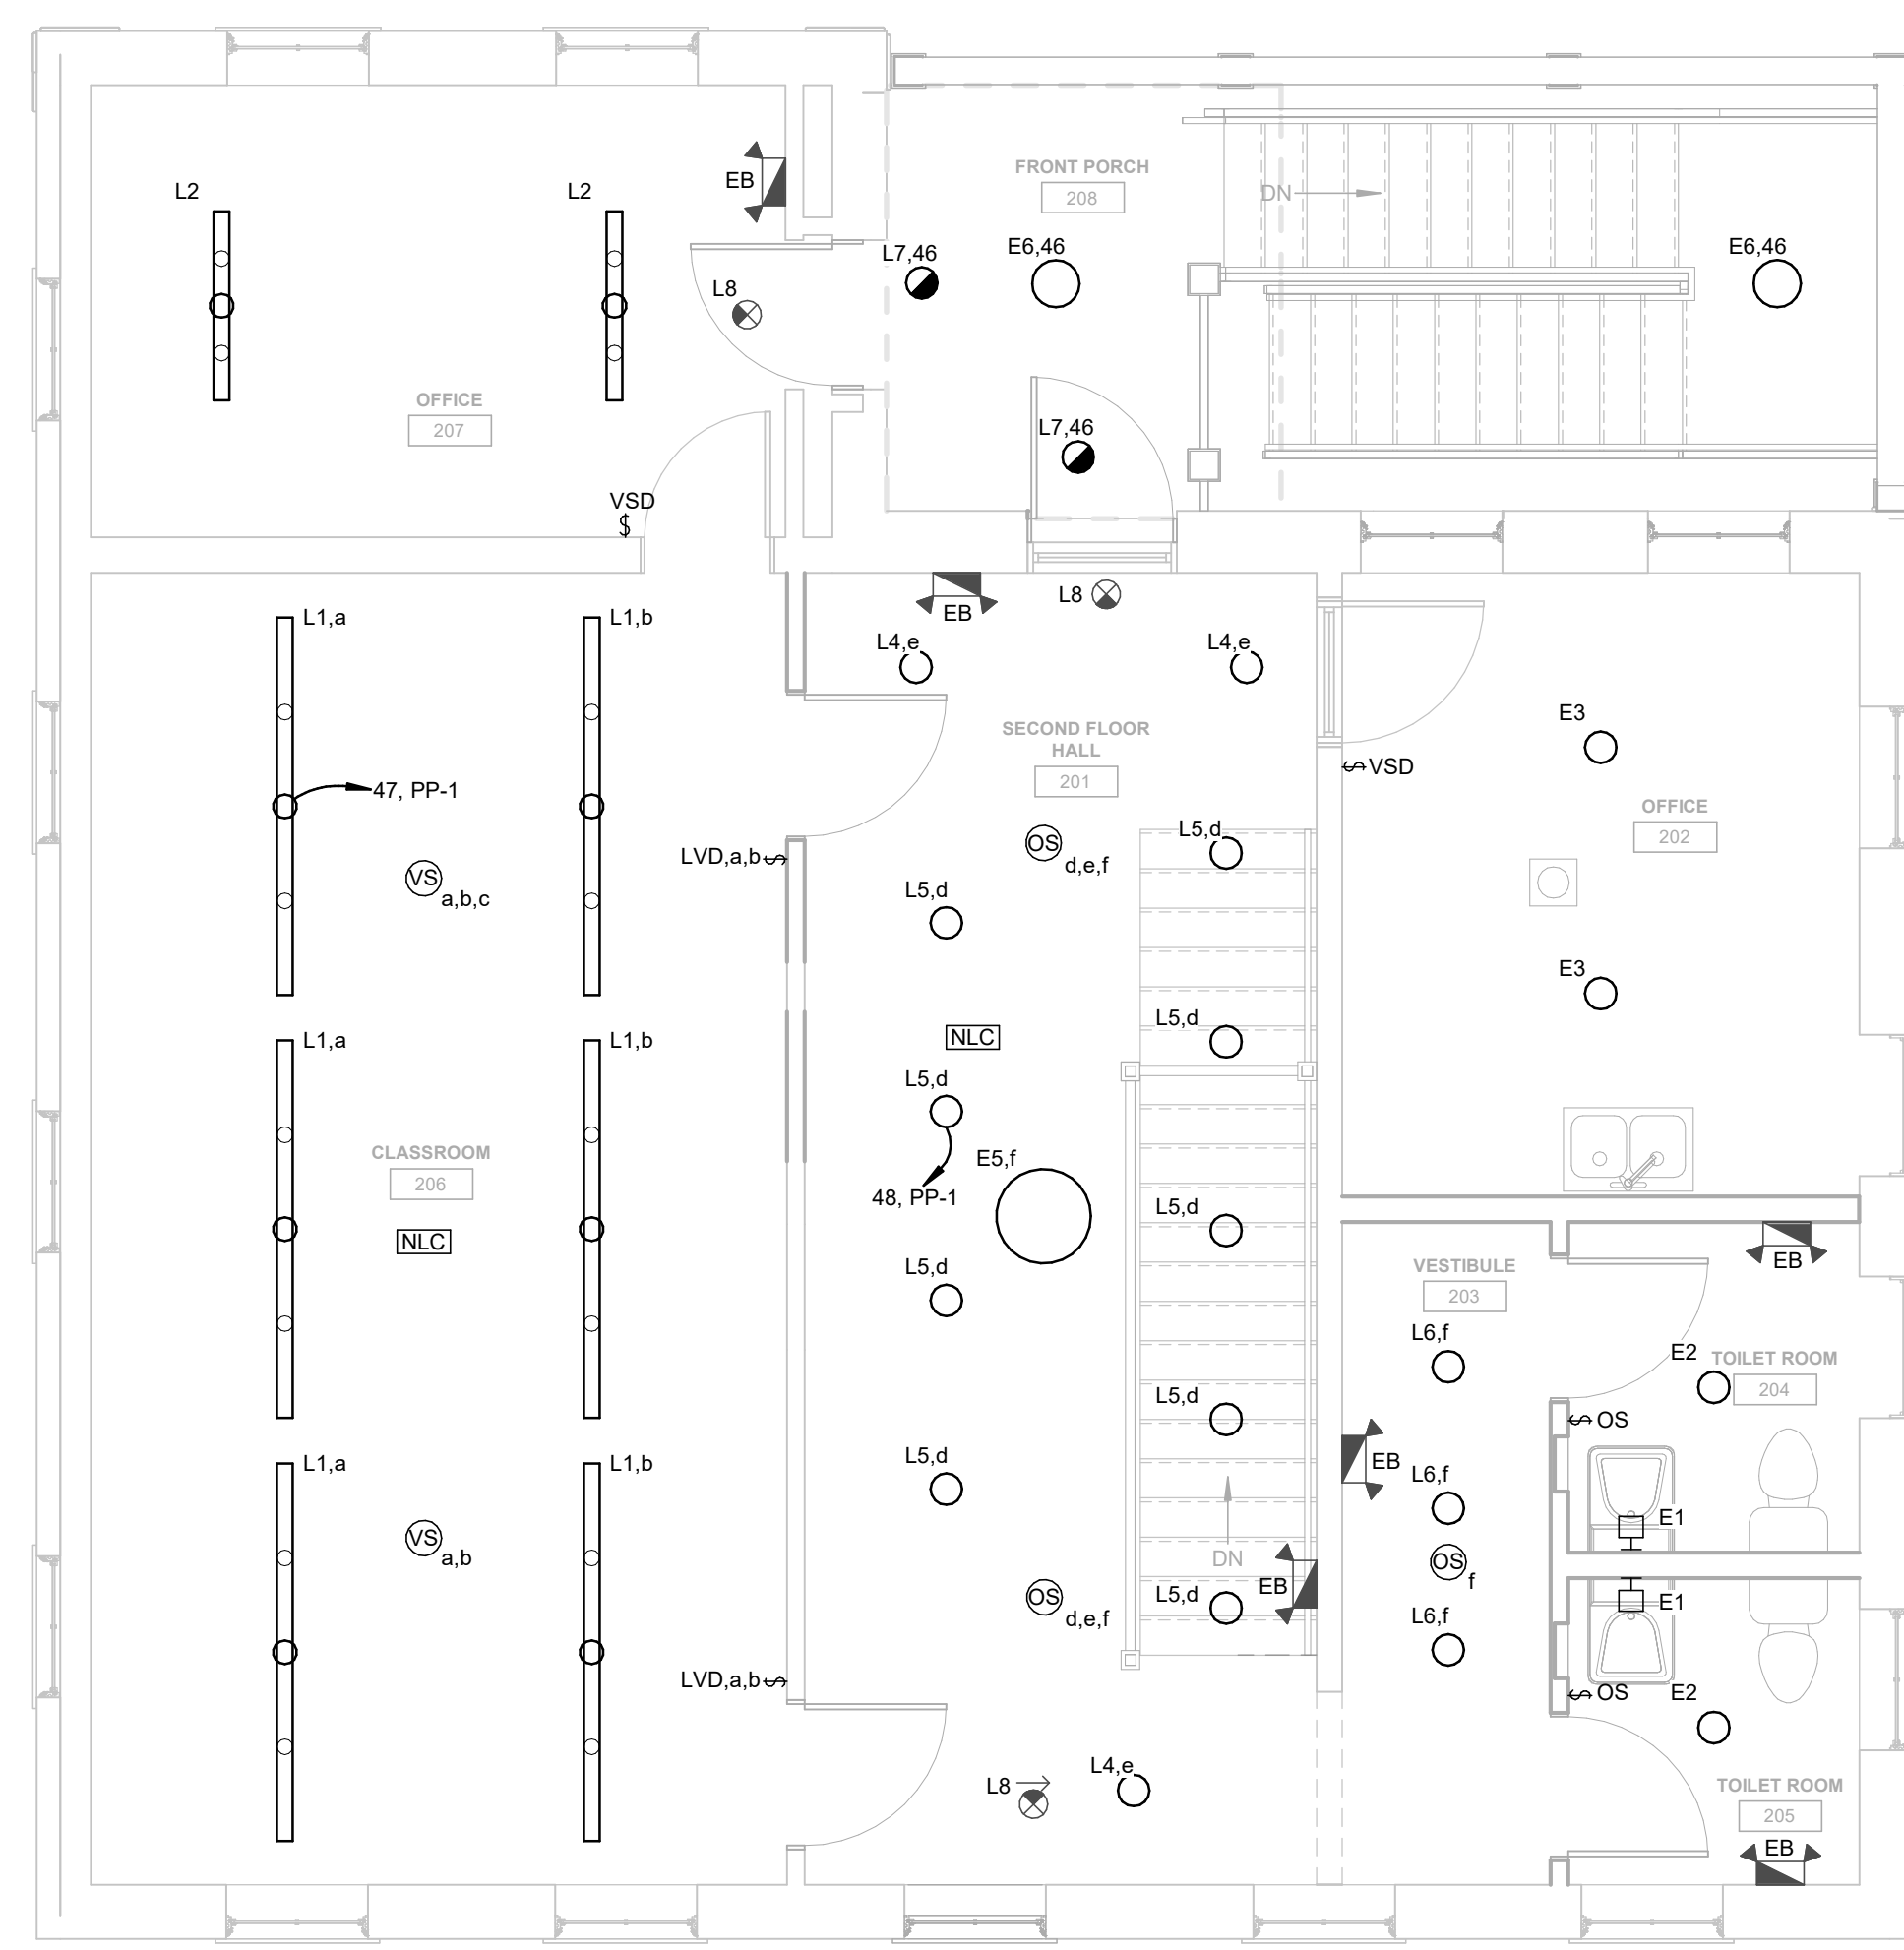 FRONT PORCH
208
DN
EB
L2
L2
L7,46
E6,46
E6,46
L8
OFFICE
207
L7,46
VSD
$
EB
L8
L1,a
L1,b
L4,e
L4,e
SECOND FLOOR
HALL
201
E3
$ VSD
OFFICE
202
47, PP-1
L5,d
OS
d,e,f
LVD,a,b $
VS
a,b,c
L5,d
E3
L1,a
L1,b
NLC
L5,d
L5,d
CLASSROOM
206
E5,f
48, PP-1
L5,d
NLC
L5,d
VESTIBULE
203
EB
L6,f
E2
TOILET ROOM
204
L5,d
$ OS
L1,a
L1,b
L5,d
EB
L6,f
E1
VS
a,b
DN
OS
f
EB
OS
d,e,f
L5,d
E1
L6,f
LVD,a,b $
$ OS
E2
L8
L4,e
TOILET ROOM
205
EB